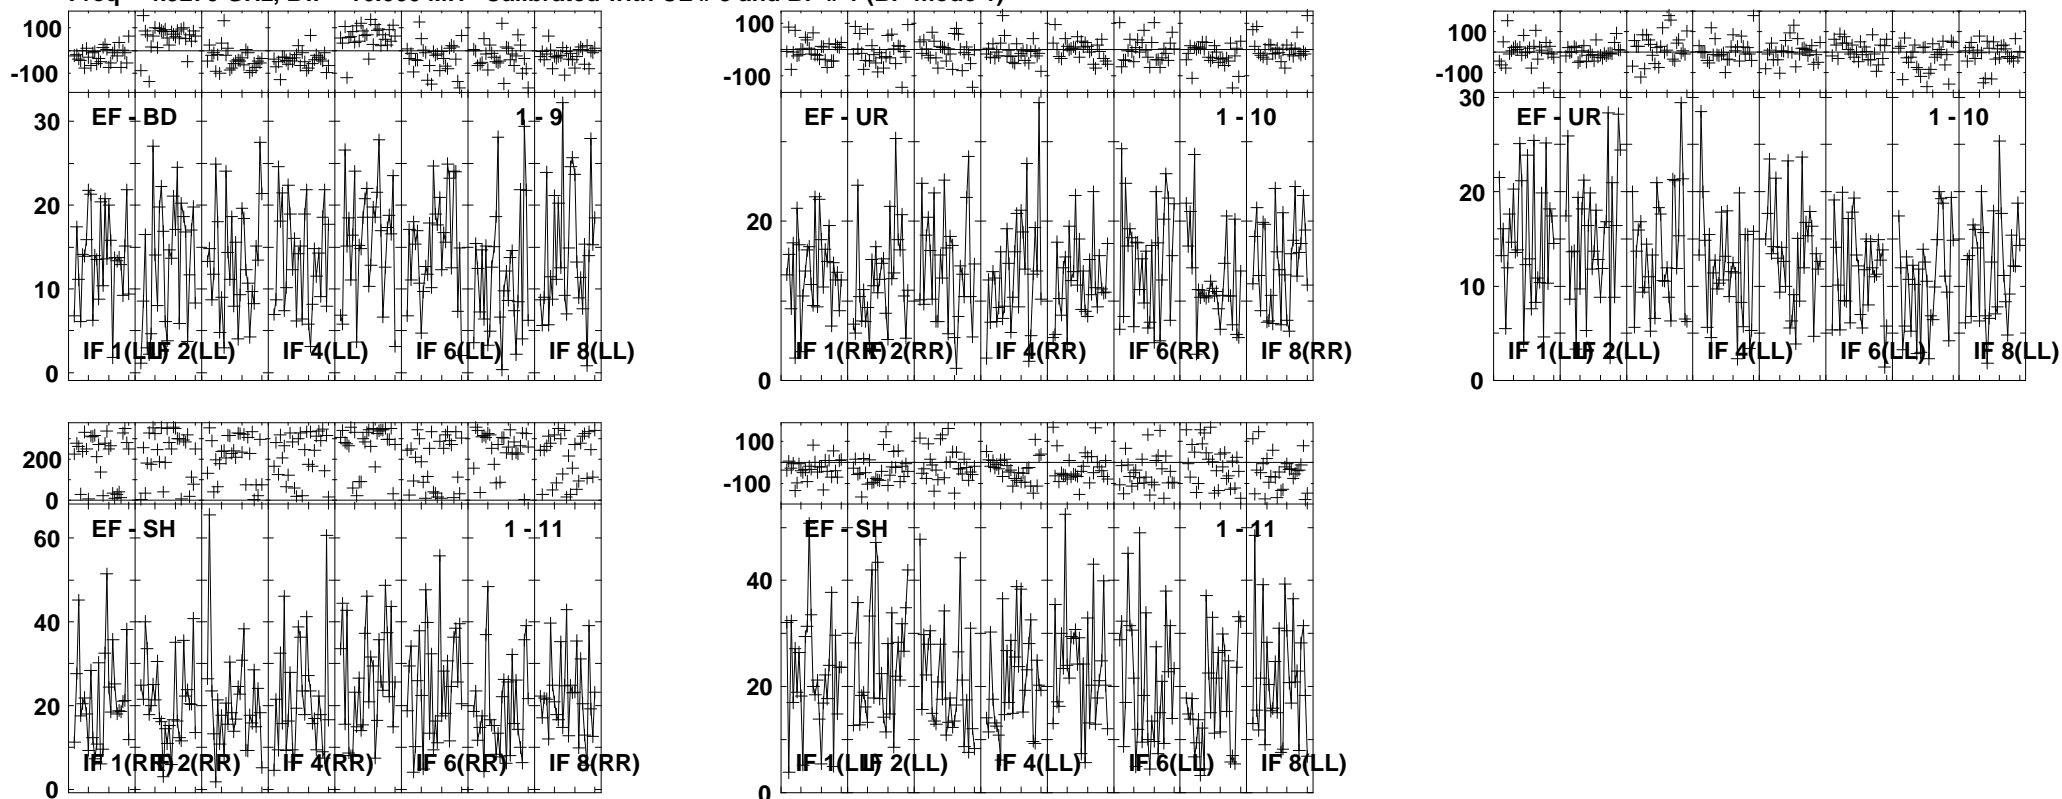 100
-100
EF - BD
1 - 9
30
20
10
0
IF 1(LL)
IF 2(LL)
IF 4(LL)
IF 6(LL)
IF 8(LL)
100
-100
EF - UR
1 - 10
20
0
IF 1(RR)
IF 2(RR)
IF 4(RR)
IF 6(RR)
IF 8(RR)
100
-100
30
EF - UR
1 - 10
20
10
0
IF 1(LL)
IF 2(LL)
IF 4(LL)
IF 6(LL)
IF 8(LL)
200
0
EF - SH
1 - 11
60
40
20
0
IF 1(RR)
IF 2(RR)
IF 4(RR)
IF 6(RR)
IF 8(RR)
100
-100
EF - SH
1 - 11
40
20
0
IF 1(LL)
IF 2(LL)
IF 4(LL)
IF 6(LL)
IF 8(LL)